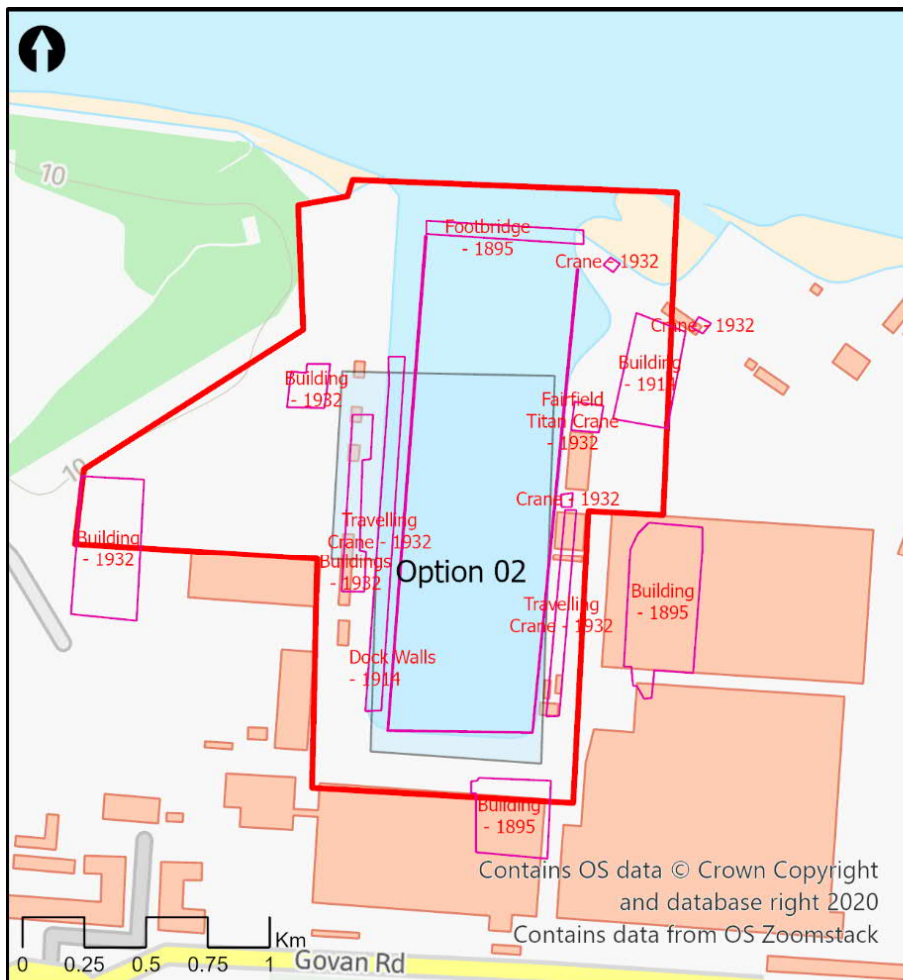 10
Footbridge
- 1895
Crane - 1932
Crane - 1932
Building
- 1914
Building
- 1932
Fairfield
Titan Crane
- 1932
10
Crane - 1932
Travelling
Crane - 1932
Building
- 1932
Buildings
- 1932
Option 02
Building
- 1895
Travelling
Crane - 1932
Dock Walls
- 1914
Building
- 1895
Contains OS data © Crown Copyright
and database right 2020
Contains data from OS Zoomstack
Km
0 0.25 0.5 0.75 1
Govan Rd